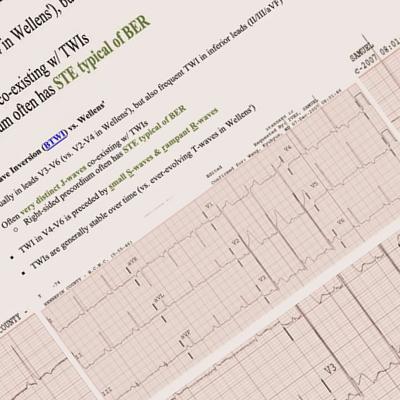 'in Wellens'), bu
co-existing w/ TWIs
um often has STE typical of BER
ave Inversion (BTWI) vs. Wellens'
ually in leads V3-V6 (vs. V2-V4 in Wellens'), but also frequent TWI in inferior leads (II/III/aVF)
Often very distinct J-waves co-existing w/ TWIs
Right-sided precordium often has STE typical of BER
TWI in V4-V6 is preceded by small S-waves & rampant R-waves
TWIs are generally stable over time (vs. ever-evolving T-waves in Wellens')
SAMUEL
c-2007 08:01
Edited
aVR
aVL
aVF
V1
V2
V3
V4
V5
V6
II
III
COUNTY
V3